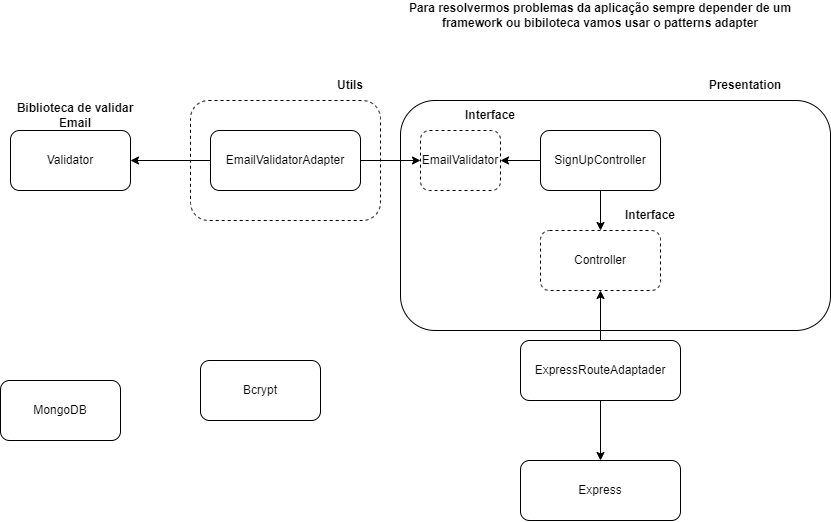 Para resolvermos problemas da aplicação sempre depender de um
framework ou bibiloteca vamos usar o patterns adapter
Utils
Presentation
Biblioteca de validar
Email
Interface
Validator
EmailValidatorAdapter
EmailValidator
SignUpController
Interface
Controller
ExpressRouteAdaptader
Bcrypt
MongoDB
Express